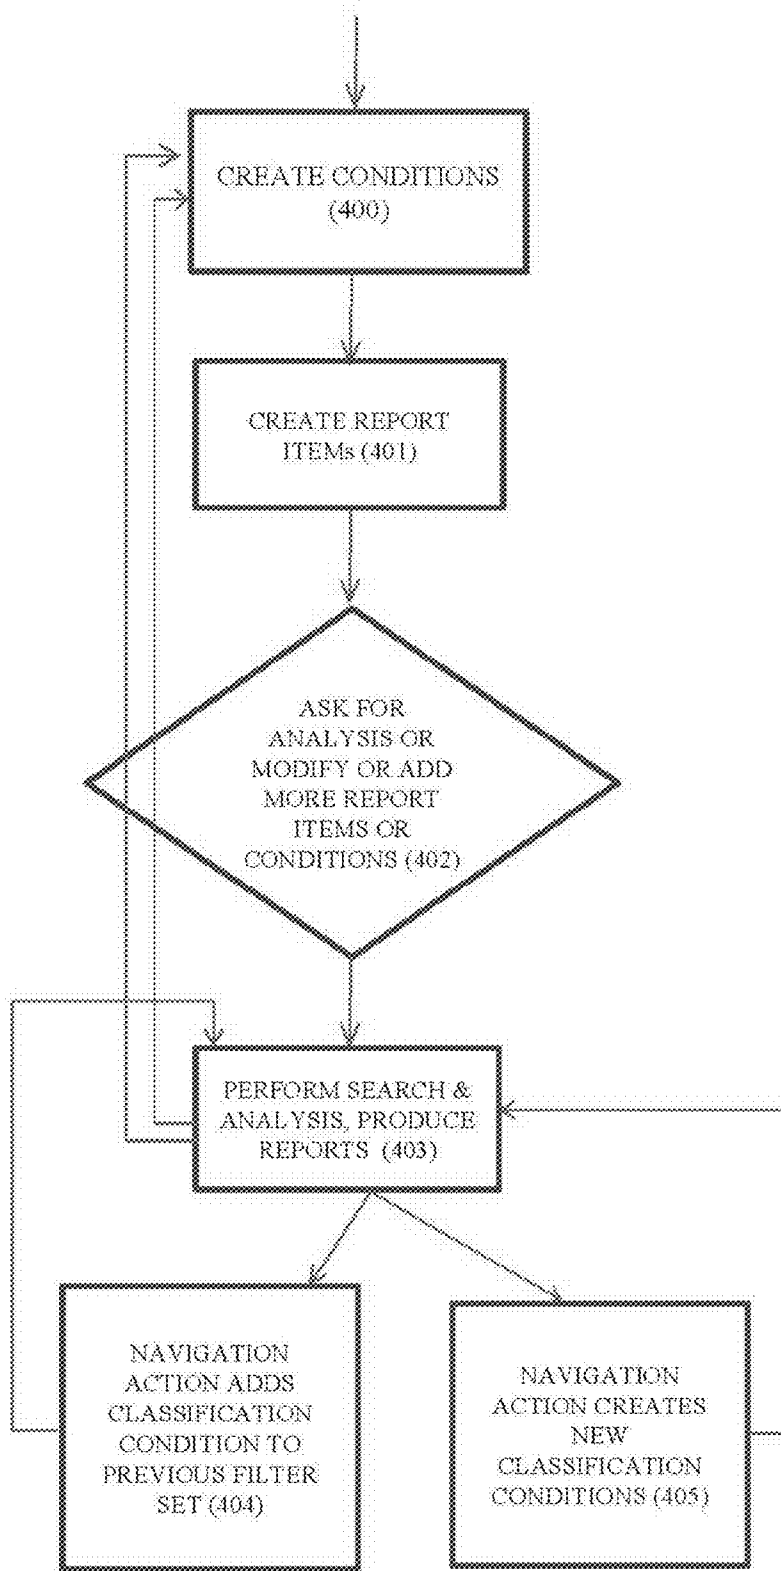 CREATE CONDITIONS
(400)
CREATE REPORT
ITEMs (401)
ASK FOR
ANALYSIS OR
MODIFY OR ADD
MORE REPORT
ITEMS OR
CONDITIONS (402)
PERFORM SEARCH &
ANALYSIS, PRODUCE
REPORTS (403)
NAVIGATION
ACTION ADDS
CLASSIFICATION
CONDITION TO
PREVIOUS FILTER
SET (404)
NAVIGATION
ACTION CREATES
NEW
CLASSIFICATION
CONDITIONS (405)